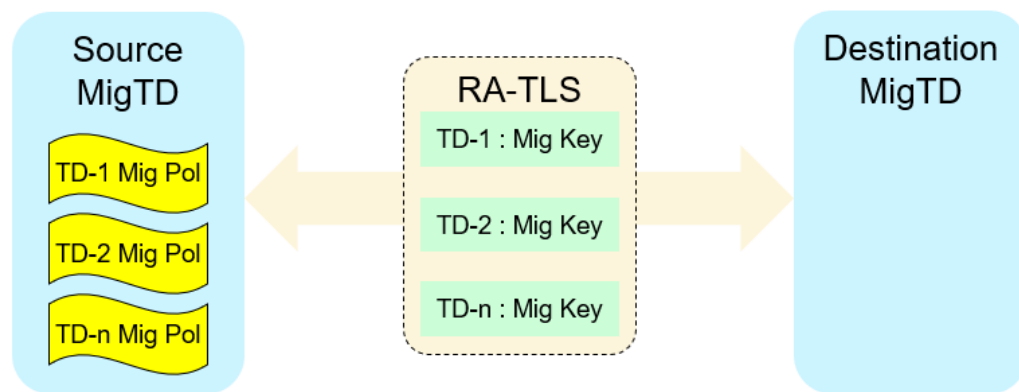 Source
MigTD
TD-1 Mig Pol
TD-2 Mig Pol
TD-n Mig Pol
RA-TLS
TD-1 : Mig Key
TD-2 : Mig Key
TD-n : Mig Key
Destination
MigTD